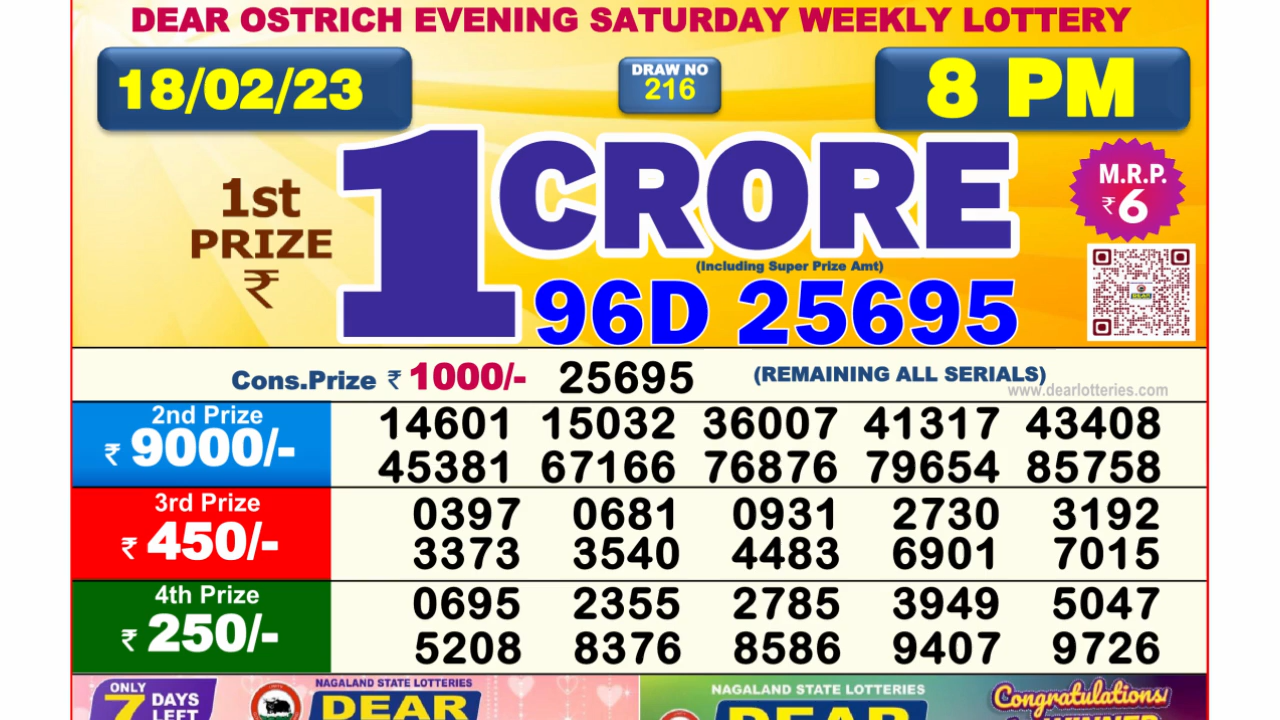 DEAR OSTRICH EVENING SATURDAY WEEKLY LOTTERY
18/02/23
DRAW NO
216
8 PM
1st
PRIZE
₹
1 CRORE
(Including Super Prize Amt)
96D 25695
M.R.P.
₹6
Cons.Prize ₹ 1000/- 25695 (REMAINING ALL SERIALS)
www.dearlotteries.com
2nd Prize
₹ 9000/-
14601 15032 36007 41317 43408
45381 67166 76876 79654 85758
3rd Prize
₹ 450/-
0397 0681 0931 2730 3192
3373 3540 4483 6901 7015
4th Prize
₹ 250/-
0695 2355 2785 3949 5047
5208 8376 8586 9407 9726
ONLY
7 DAYS
LEFT
NAGALAND STATE LOTTERIES
DEAR
NAGALAND STATE LOTTERIES
DEAR
Congratulations!
WINNER